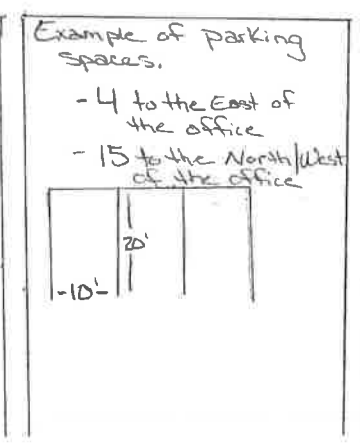 Example of parking
spaces.
- 4 to the East of
the office
- 15 to the North/West
of the office
20'
-10'-